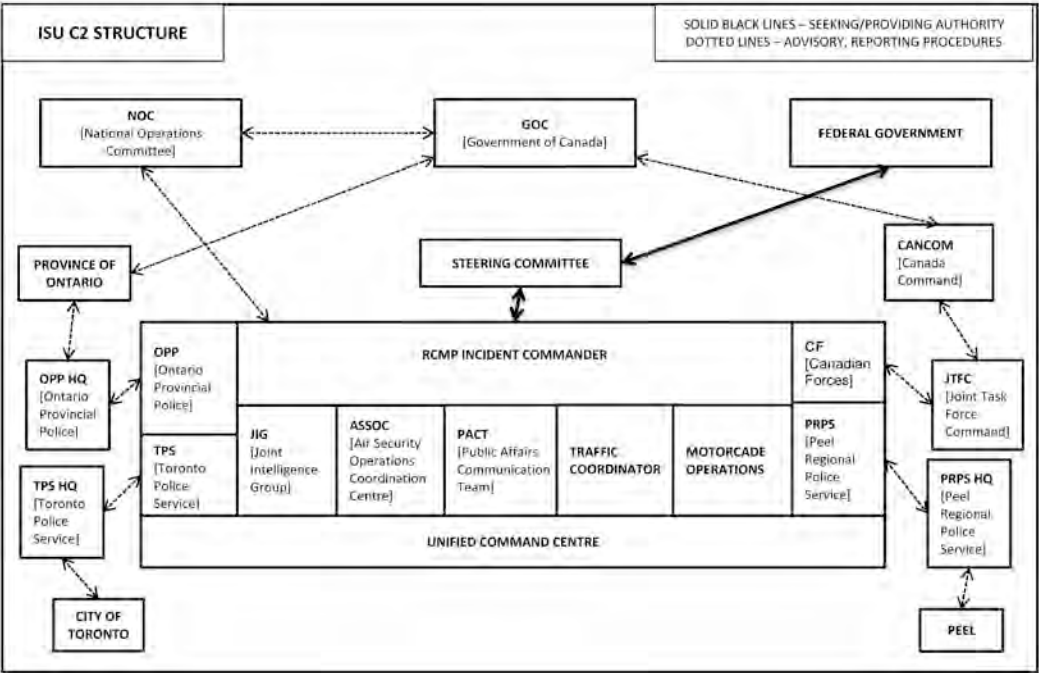 ISU C2 STRUCTURE
SOLID BLACK LINES – SEEKING/PROVIDING AUTHORITY
DOTTED LINES – ADVISORY, REPORTING PROCEDURES
NOC
[National Operations
Committee]
GOC
[Government of Canada]
FEDERAL GOVERNMENT
PROVINCE OF
ONTARIO
STEERING COMMITTEE
CANCOM
[Canada
Command]
OPP HQ
[Ontario
Provincial
Police]
OPP
[Ontario
Provincial
Police]
RCMP INCIDENT COMMANDER
CF
[Canadian
Forces]
JTFC
[Joint Task
Force
Command]
TPS HQ
[Toronto
Police
Service]
TPS
[Toronto
Police
Service]
JIG
[Joint
Intelligence
Group]
ASSOC
[Air Security
Operations
Coordination
Centre]
PACT
[Public Affairs
Communication
Team]
TRAFFIC
COORDINATOR
MOTORCADE
OPERATIONS
PRPS
[Peel
Regional
Police
Service]
PRPS HQ
[Peel
Regional
Police
Service]
UNIFIED COMMAND CENTRE
CITY OF
TORONTO
PEEL